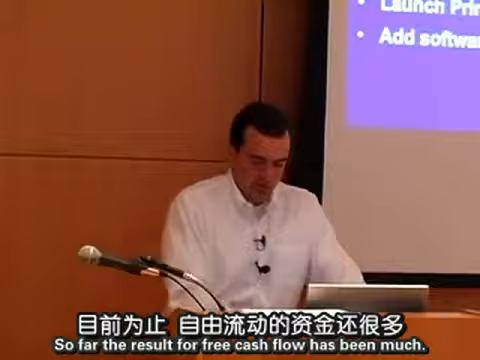 • Launch Prin
• Add softwa
目前为止 自由流动的资金还很多
So far the result for free cash flow has been much.